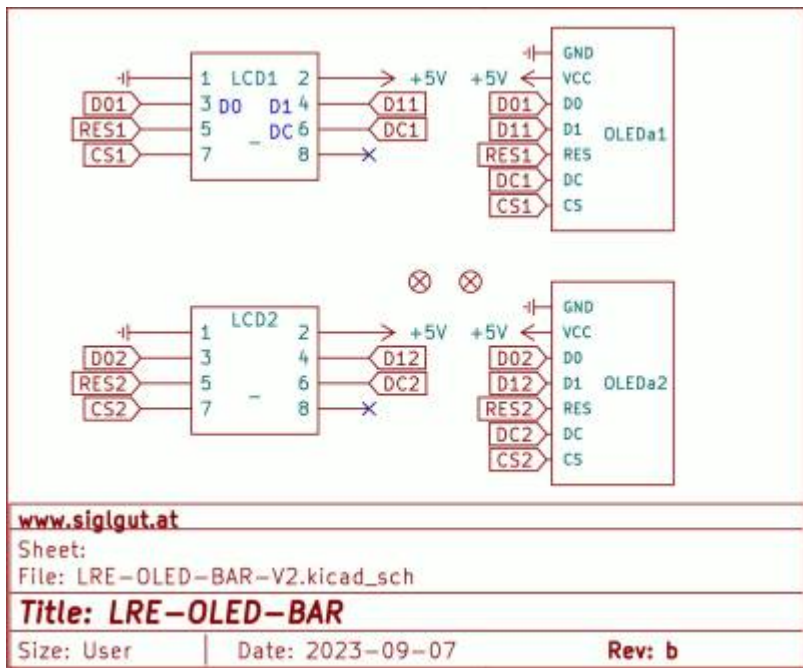 GND
1 LCD1 2 +5V +5V VCC
D01 3 D0 D1 4 D11 D01 D0
RES1 5 DC 6 DC1 D11 D1 OLEDa1
CS1 7 _ 8 RES1 RES
DC1 DC
CS1 CS
GND
1 LCD2 2 +5V +5V VCC
D02 3 4 D12 D02 D0
RES2 5 6 DC2 D12 D1 OLEDa2
CS2 7 _ 8 RES2 RES
DC2 DC
CS2 CS
www.siglgut.at
Sheet:
File: LRE-OLED-BAR-V2.kicad_sch
Title: LRE-OLED-BAR
Size: User Date: 2023-09-07 Rev: b